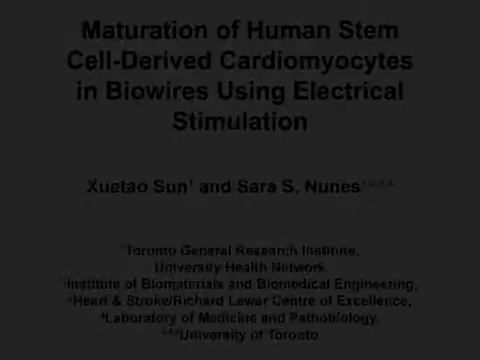 Maturation of Human Stem
Cell-Derived Cardiomyocytes
in Biowires Using Electrical
Stimulation
Xuetao Sun¹ and Sara S. Nunes
Toronto General Research Institute,
University Health Network
Institute of Biomaterials and Biomedical Engineering,
Heart & Stroke/Richard Lewar Centre of Excellence,
Laboratory of Medicine and Pathobiology,
University of Toronto